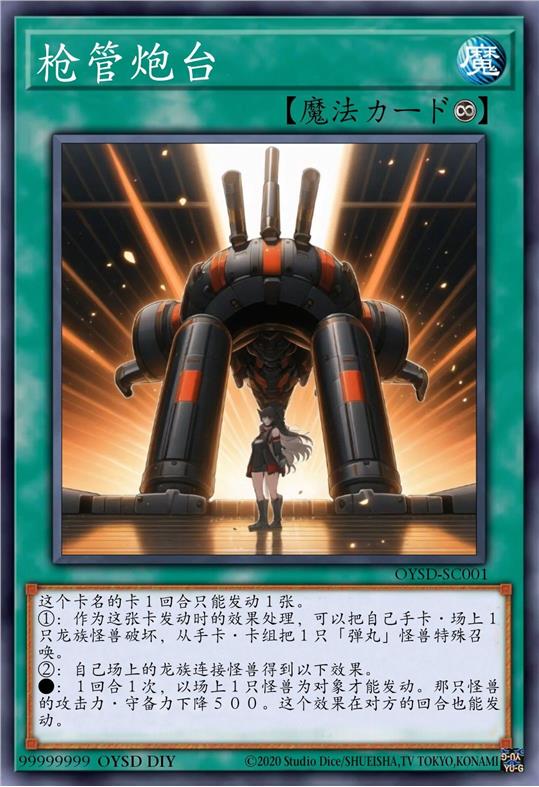 枪管炮台
魔
【魔法カード♾】
OYSD-SC001
这个卡名的卡1回合只能发动1张。
①：作为这张卡发动时的效果处理，可以把自己手卡·场上1
只龙族怪兽破坏，从手卡·卡组把1只「弹丸」怪兽特殊召
唤。
②：自己场上的龙族连接怪兽得到以下效果。
●：1回合1次，以场上1只怪兽为对象才能发动。那只怪兽
的攻击力·守备力下降500。这个效果在对方的回合也能发
动。
99999999 OYSD DIY ©2020 Studio Dice/SHUEISHA,TV TOKYO,KONAMI